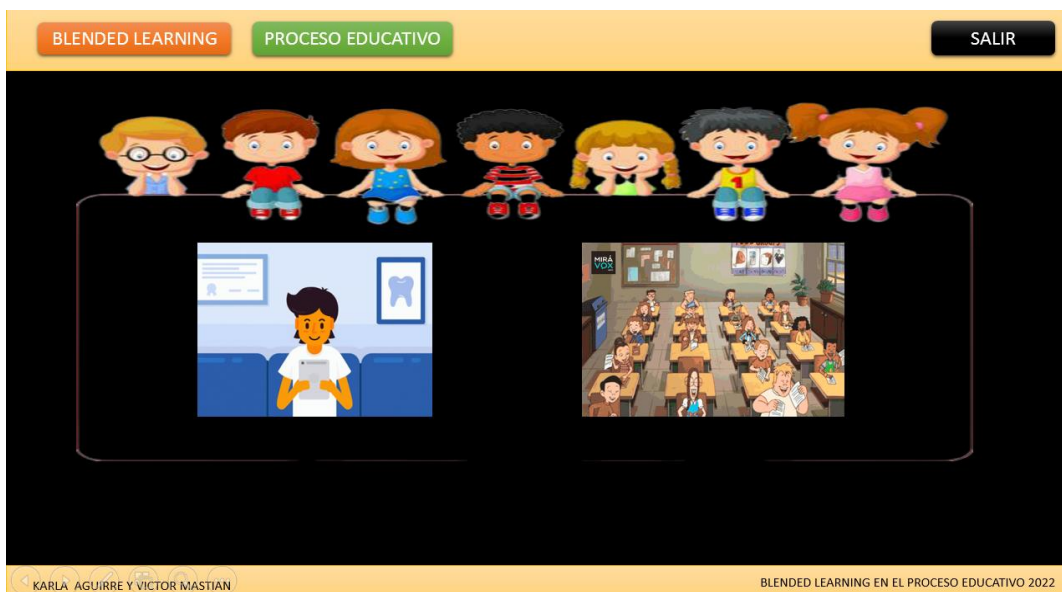 BLENDED LEARNING
PROCESO EDUCATIVO
SALIR
MIRÁ
VOX
KARLA AGUIRRE Y VICTOR MASTIAN
BLENDED LEARNING EN EL PROCESO EDUCATIVO 2022